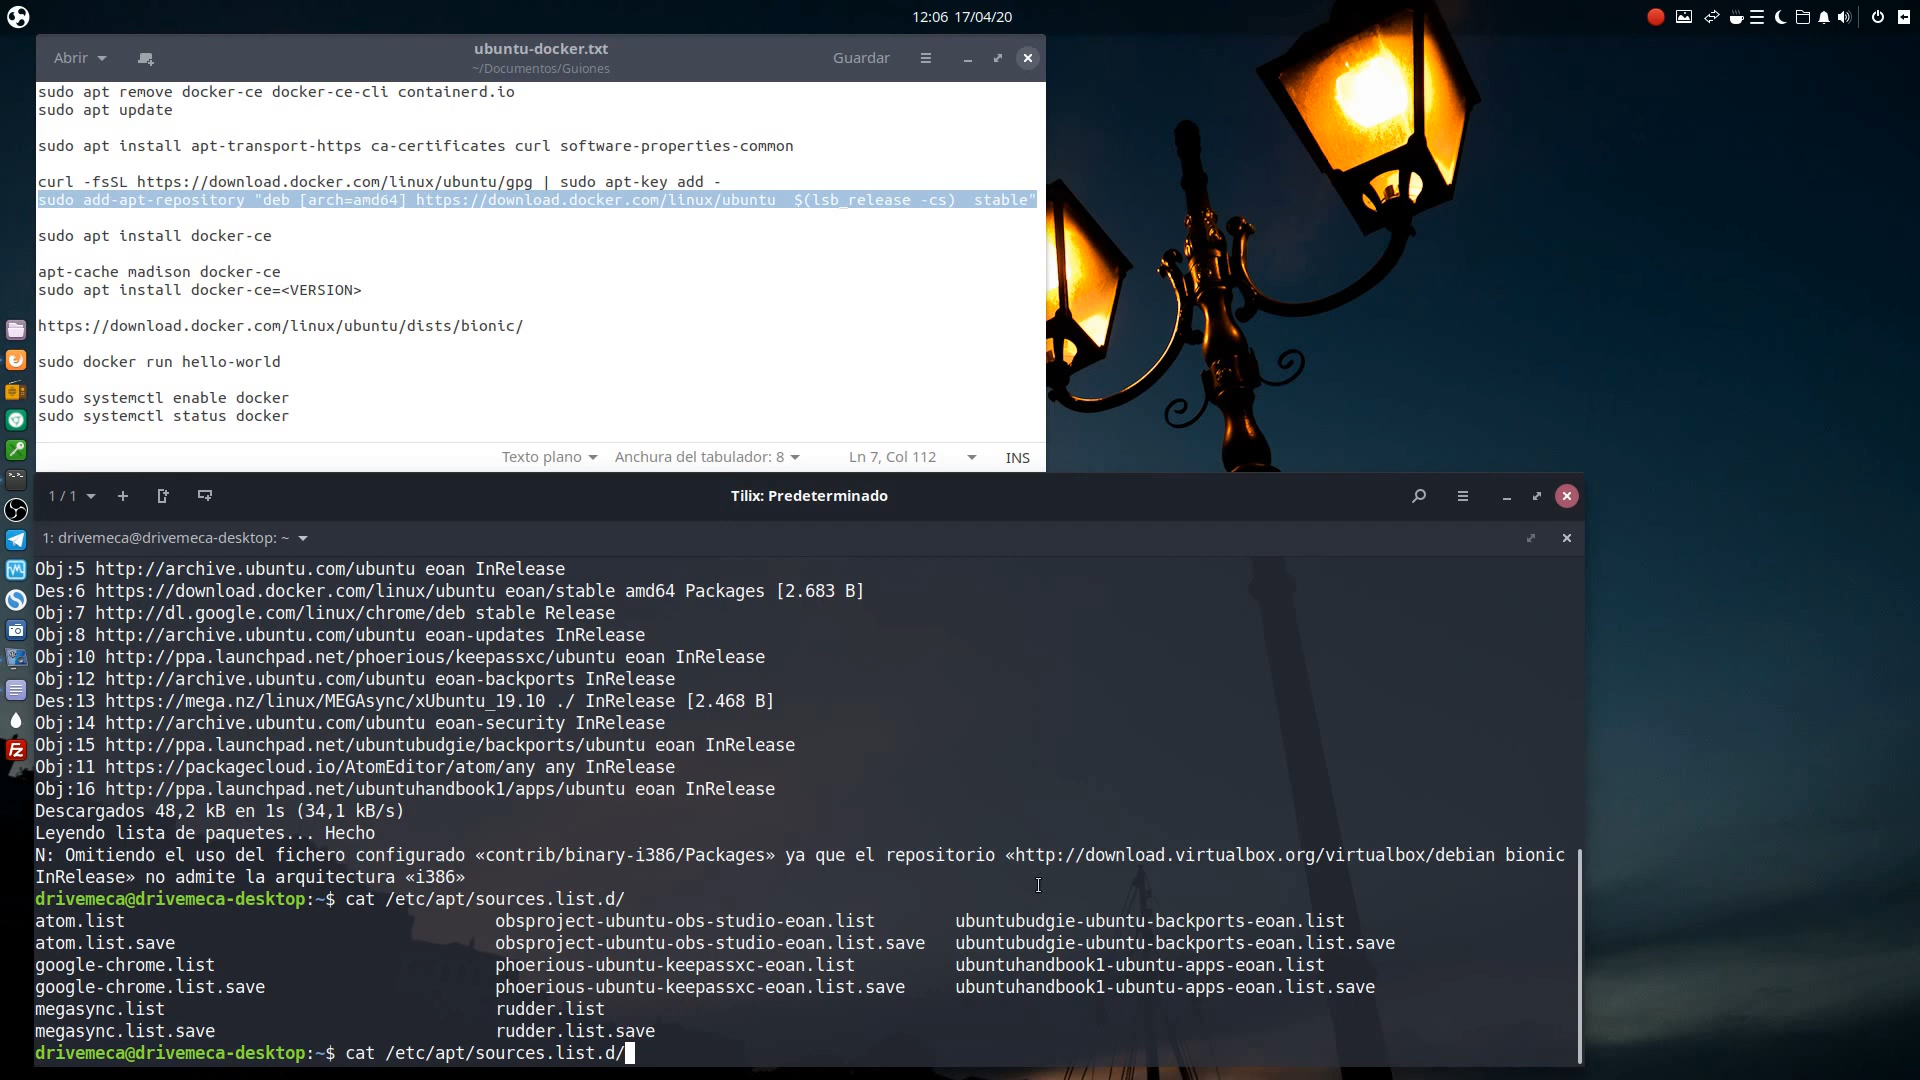 12:06 17/04/20
Abrir
ubuntu-docker.txt
~/Documentos/Guiones
Guardar
sudo apt remove docker-ce docker-ce-cli containerd.io
sudo apt update
sudo apt install apt-transport-https ca-certificates curl software-properties-common
curl -fsSL https://download.docker.com/linux/ubuntu/gpg | sudo apt-key add -
sudo add-apt-repository "deb [arch=amd64] https://download.docker.com/linux/ubuntu  $(lsb_release -cs)  stable"
sudo apt install docker-ce
apt-cache madison docker-ce
sudo apt install docker-ce=<VERSION>
https://download.docker.com/linux/ubuntu/dists/bionic/
sudo docker run hello-world
sudo systemctl enable docker
sudo systemctl status docker
Texto plano Anchura del tabulador: 8 Ln 7, Col 112 INS
1 / 1
Tilix: Predeterminado
1: drivemeca@drivemeca-desktop: ~
Obj:5 http://archive.ubuntu.com/ubuntu eoan InRelease
Des:6 https://download.docker.com/linux/ubuntu eoan/stable amd64 Packages [2.683 B]
Obj:7 http://dl.google.com/linux/chrome/deb stable Release
Obj:8 http://archive.ubuntu.com/ubuntu eoan-updates InRelease
Obj:10 http://ppa.launchpad.net/phoerious/keepassxc/ubuntu eoan InRelease
Obj:12 http://archive.ubuntu.com/ubuntu eoan-backports InRelease
Des:13 https://mega.nz/linux/MEGAsync/xUbuntu_19.10 ./ InRelease [2.468 B]
Obj:14 http://archive.ubuntu.com/ubuntu eoan-security InRelease
Obj:15 http://ppa.launchpad.net/ubuntubudgie/backports/ubuntu eoan InRelease
Obj:11 https://packagecloud.io/AtomEditor/atom/any any InRelease
Obj:16 http://ppa.launchpad.net/ubuntuhandbook1/apps/ubuntu eoan InRelease
Descargados 48,2 kB en 1s (34,1 kB/s)
Leyendo lista de paquetes... Hecho
N: Omitiendo el uso del fichero configurado «contrib/binary-i386/Packages» ya que el repositorio «http://download.virtualbox.org/virtualbox/debian bionic
InRelease» no admite la arquitectura «i386»
drivemeca@drivemeca-desktop:~$ cat /etc/apt/sources.list.d/
atom.list obsproject-ubuntu-obs-studio-eoan.list ubuntubudgie-ubuntu-backports-eoan.list
atom.list.save obsproject-ubuntu-obs-studio-eoan.list.save ubuntubudgie-ubuntu-backports-eoan.list.save
google-chrome.list phoerious-ubuntu-keepassxc-eoan.list ubuntuhandbook1-ubuntu-apps-eoan.list
google-chrome.list.save phoerious-ubuntu-keepassxc-eoan.list.save ubuntuhandbook1-ubuntu-apps-eoan.list.save
megasync.list rudder.list
megasync.list.save rudder.list.save
drivemeca@drivemeca-desktop:~$ cat /etc/apt/sources.list.d/